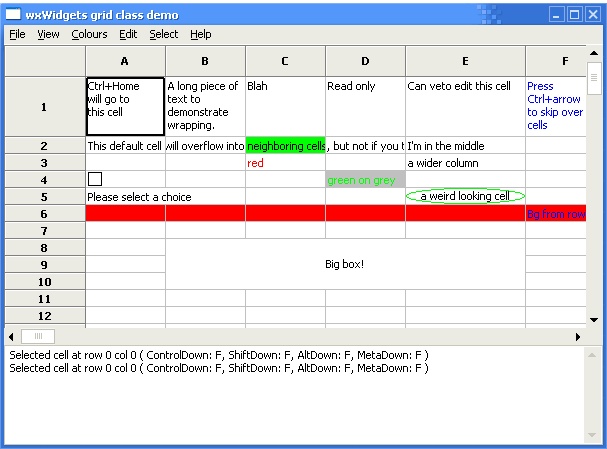 wxWidgets grid class demo
File View Colours Edit Select Help
A B C D E F
Ctrl+Home
will go to
this cell
A long piece of
text to
demonstrate
wrapping.
Blah
Read only
Can veto edit this cell
Press
Ctrl+arrow
to skip over
cells
1
2 This default cell will overflow into neighboring cells, but not if you t I'm in the middle
3 red a wider column
4 green on grey
5 Please select a choice a weird looking cell
6 Bg from row
7
8
9 Big box!
10
11
12
Selected cell at row 0 col 0 ( ControlDown: F, ShiftDown: F, AltDown: F, MetaDown: F )
Selected cell at row 0 col 0 ( ControlDown: F, ShiftDown: F, AltDown: F, MetaDown: F )